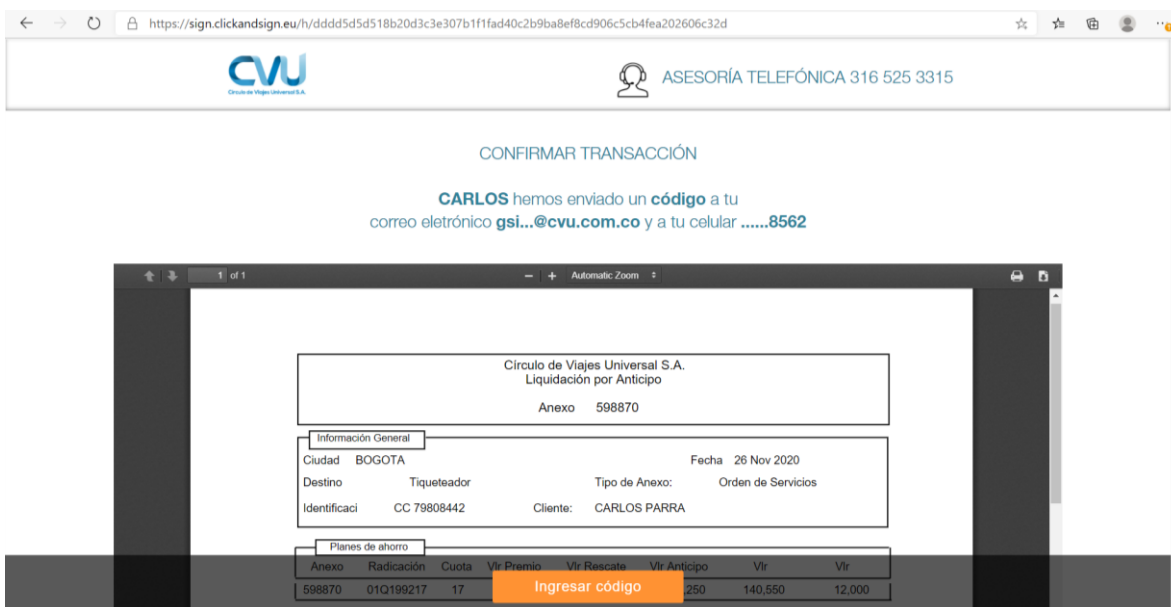 https://sign.clickandsign.eu/h/dddd5d5d518b20d3c3e307b1f1fad40c2b9ba8ef8cd906c5cb4fea202606c32d
CVU
Círculo de Viajes Universal S.A.
ASESORÍA TELEFÓNICA 316 525 3315
CONFIRMAR TRANSACCIÓN
CARLOS hemos enviado un código a tu
correo eletrónico gsi...@cvu.com.co y a tu celular ......8562
1 of 1
Automatic Zoom
Círculo de Viajes Universal S.A.
Liquidación por Anticipo
Anexo 598870
Información General
Ciudad BOGOTA Fecha 26 Nov 2020
Destino Tiqueteador Tipo de Anexo: Orden de Servicios
Identificaci CC 79808442 Cliente: CARLOS PARRA
Planes de ahorro
Anexo Radicación Cuota Vlr Premio Vlr Rescate Vlr Anticipo Vlr Vlr
598870 01Q199217 17 ,250 140,550 12,000
Ingresar código